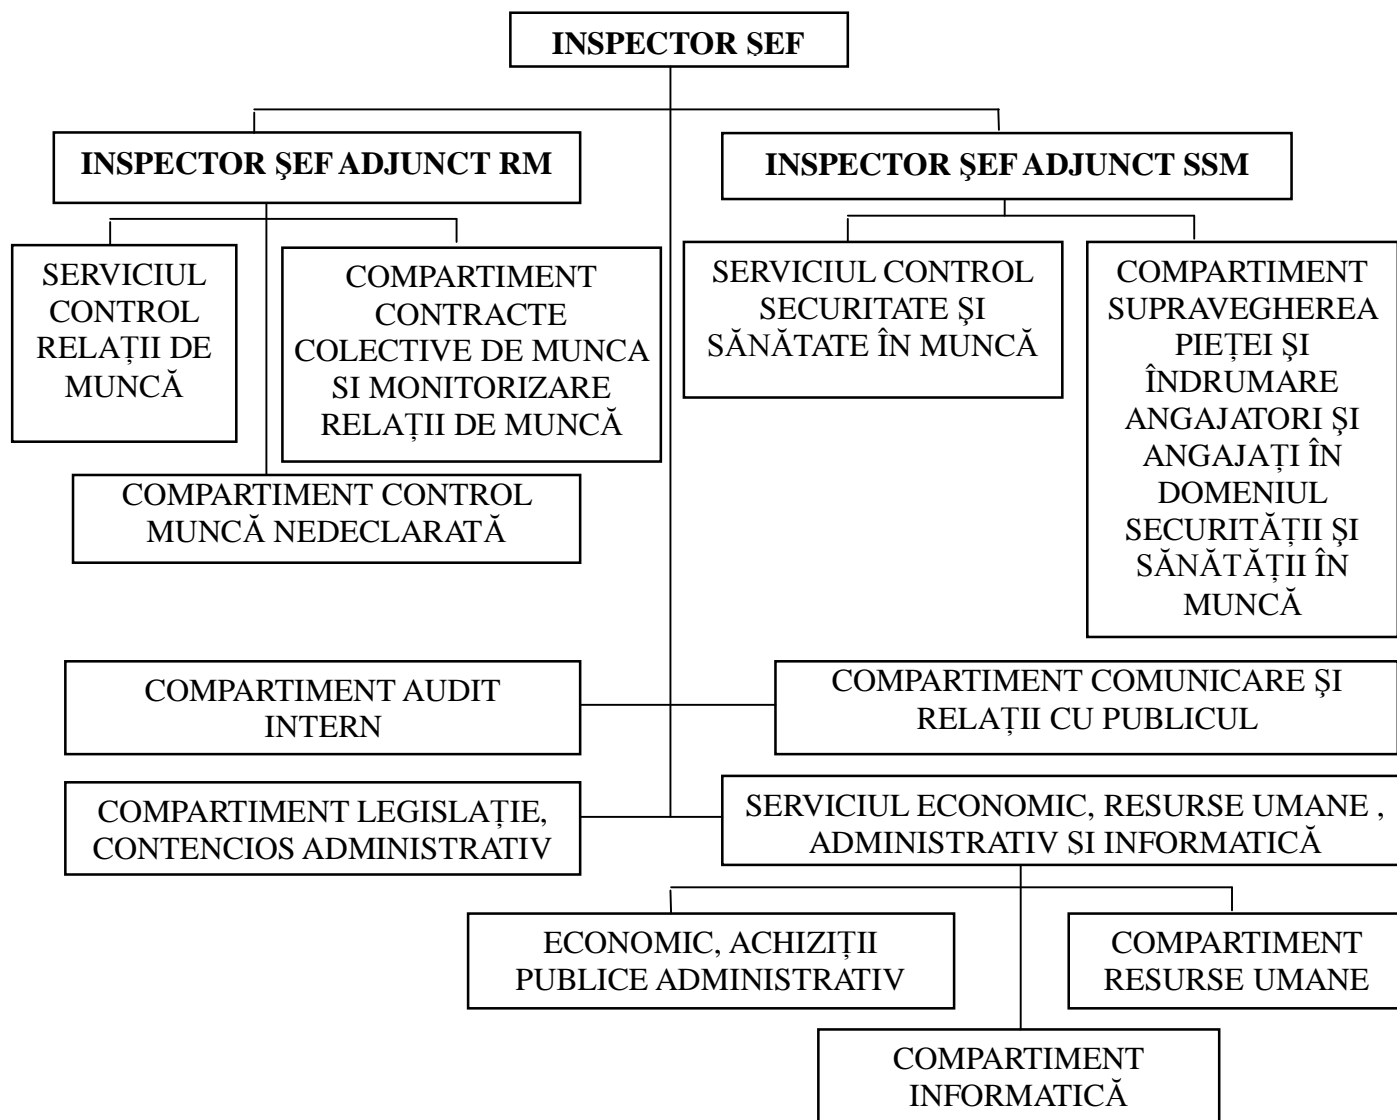 INSPECTOR ŞEF
INSPECTOR ŞEF ADJUNCT RM
INSPECTOR ŞEF ADJUNCT SSM
SERVICIUL
CONTROL
RELAȚII DE
MUNCĂ
COMPARTIMENT
CONTRACTE
COLECTIVE DE MUNCA
SI MONITORIZARE
RELAȚII DE MUNCĂ
SERVICIUL CONTROL
SECURITATE ŞI
SĂNĂTATE ÎN MUNCĂ
COMPARTIMENT
SUPRAVEGHEREA
PIEȚEI ŞI
ÎNDRUMARE
ANGAJATORI ŞI
ANGAJAȚI ÎN
DOMENIUL
SECURITĂȚII ŞI
SĂNĂTĂȚII ÎN
MUNCĂ
COMPARTIMENT CONTROL
MUNCĂ NEDECLARATĂ
COMPARTIMENT AUDIT
INTERN
COMPARTIMENT COMUNICARE ŞI
RELAȚII CU PUBLICUL
COMPARTIMENT LEGISLAȚIE,
CONTENCIOS ADMINISTRATIV
SERVICIUL ECONOMIC, RESURSE UMANE ,
ADMINISTRATIV ŞI INFORMATICĂ
ECONOMIC, ACHIZIȚII
PUBLICE ADMINISTRATIV
COMPARTIMENT
RESURSE UMANE
COMPARTIMENT
INFORMATICĂ